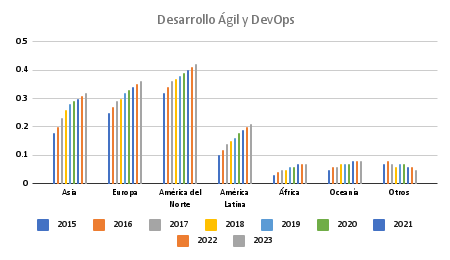 Desarrollo Ágil y DevOps
0.5
0.4
0.3
0.2
0.1
0
Asia
Europa
América del
Norte
América
Latina
África
Oceanía
Otros
2015
2016
2017
2018
2019
2020
2021
2022
2023